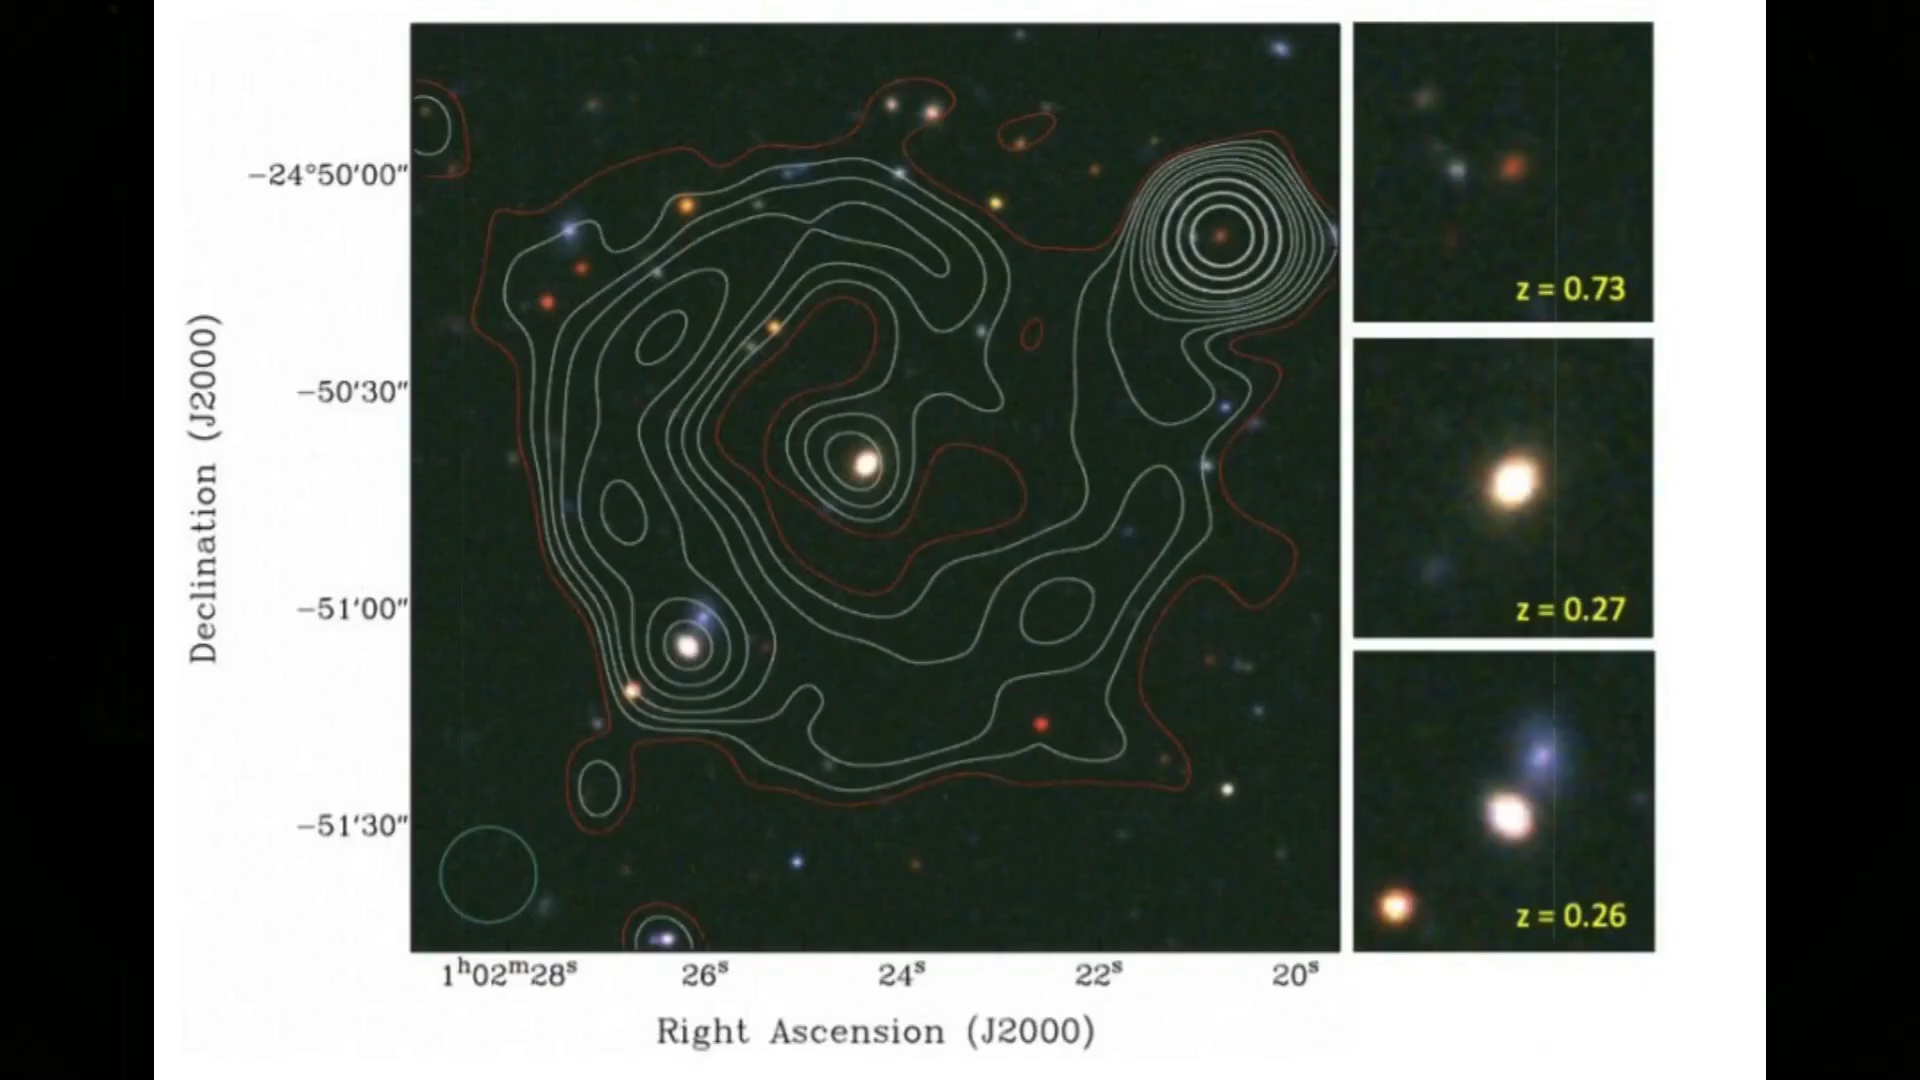 −24°50′00″
−50′30″
−51′00″
−51′30″
Declination (J2000)
1ʰ02ᵐ28ˢ 26ˢ 24ˢ 22ˢ 20ˢ
Right Ascension (J2000)
z = 0.73
z = 0.27
z = 0.26